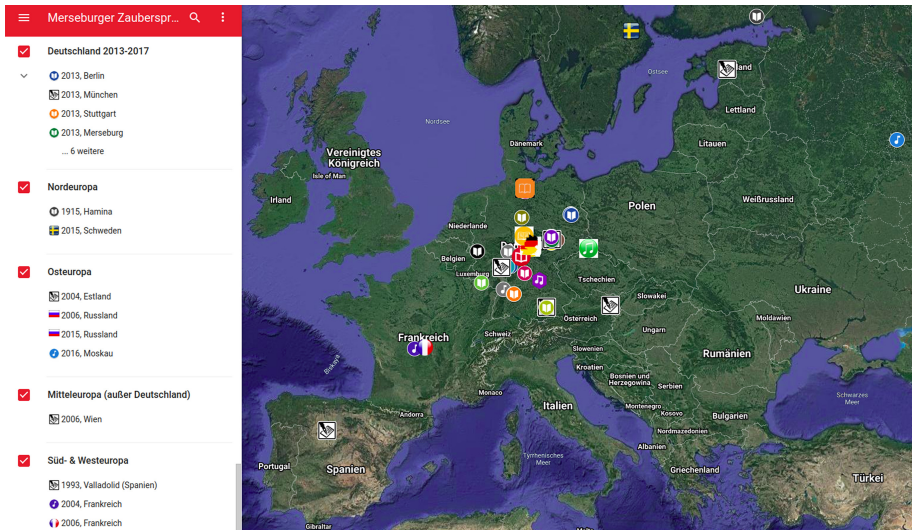 Merseburger Zauberspr...
Deutschland 2013-2017
2013, Berlin
2013, München
2013, Stuttgart
2013, Merseburg
... 6 weitere
Nordeuropa
1915, Hamina
2015, Schweden
Osteuropa
2004, Estland
2006, Russland
2015, Russland
2016, Moskau
Mitteleuropa (außer Deutschland)
2006, Wien
Süd- & Westeuropa
1993, Valladolid (Spanien)
2004, Frankreich
2006, Frankreich
Ostsee
land
Lettland
Nordsee
Dänemark
Litauen
Vereinigtes
Königreich
Isle of Man
Irland
Weißrussland
Polen
Niederlande
Belgien
Luxemburg
Tschechien
Ukraine
Slowakei
Moldawien
Österreich
Ungarn
Frankreich
Schweiz
Slowenien
Rumänien
Kroatien
Biskaya
Bosnien und
Herzegowina
Serbien
Monaco
Schwarzes
Meer
Italien
Montenegro
Kosovo
Bulgarien
Andorra
Nordmazedonien
Albanien
Tyrrhenisches
Meer
Portugal
Spanien
Griechenland
Türkei
Gibraltar